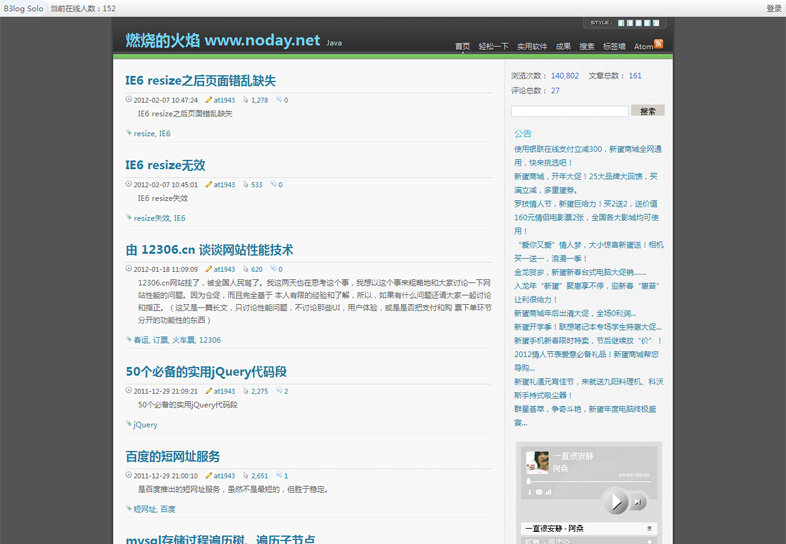 B3log Solo 当前在线人数：152
登录
STYLE :
燃烧的火焰 www.noday.net Java
首页 轻松一下 实用软件 成果 搜索 标签墙 Atom
IE6 resize之后页面错乱缺失
2012-02-07 10:47:24 at1943 1,278 0
IE6 resize之后页面错乱缺失
resize, IE6
IE6 resize无效
2012-02-07 10:45:01 at1943 533 0
IE6 resize失效
resize失效, IE6
由 12306.cn 谈谈网站性能技术
2012-01-18 11:09:09 at1943 620 0
12306.cn网站挂了，被全国人民骂了。我这两天也在思考这个事，我想以这个事来粗略地和大家讨论一下网
站性能的问题。因为仓促，而且完全基于 本人有限的经验和了解，所以，如果有什么问题还请大家一起讨论
和指正。（这又是一篇长文，只讨论性能问题，不讨论那些UI，用户体验，或是是否把支付和购 票下单环节
分开的功能性的东西）
春运, 订票, 火车票, 12306
50个必备的实用jQuery代码段
2011-12-29 21:09:21 at1943 2,275 2
50个必备的实用jQuery代码段
jQuery
百度的短网址服务
2011-12-29 21:00:10 at1943 2,651 1
是百度推出的短网址服务，虽然不是最短的，但胜于稳定。
短网址, 百度
mysql存储过程遍历树、遍历子节点
浏览次数： 140,802 文章总数： 161
评论总数： 27
搜索
公告
使用银联在线支付立减300，新蛋商城全网通
用，快来挑选吧！
新蛋商城，开年大促！25大品牌大回馈，买
满立减，多重蛋券。
罗技情人节，新蛋巨给力！买2送2，送价值
160元情侣电影票2张，全国各大影城均可使
用！
“爱你又爱”情人梦，大小惊喜新蛋送！相机
买一送一，浪漫一季！
金龙贺岁，新蛋新春台式电脑大促销......
入龙年“新蛋”聚惠享不停，迎新春“惠普”
让利很给力！
新蛋商城年后出清大促，全场0利润...
新蛋开学季！联想笔记本专场学生特惠大促...
新蛋手机新春限时特卖，节后继续放“价”！
2012情人节表爱意必备礼品！新蛋商城帮您
导购...
新蛋礼遇元宵佳节，来就送九阳料理机、科沃
斯手持式吸尘器！
群星荟萃，争奇斗艳，新蛋年度电脑终极盛
宴...
一直很安静
阿桑
一直很安静 - 阿桑